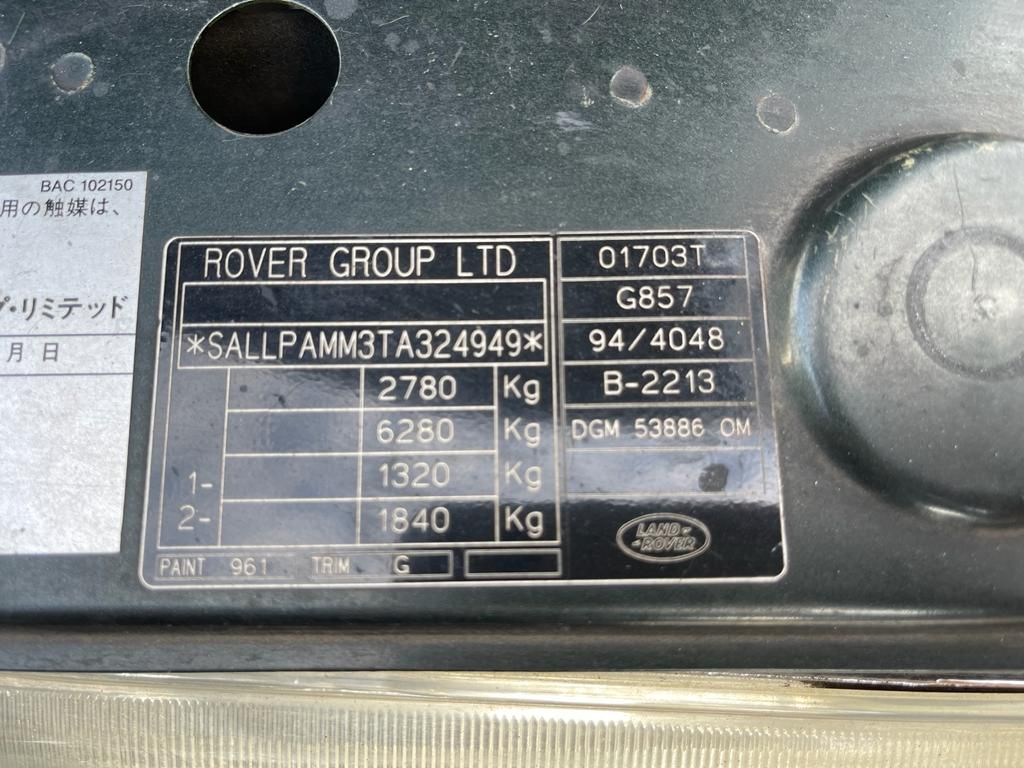 BAC 102150
用の触媒は、
プ・リミテッド
月 日
ROVER GROUP LTD
*SALLPAMM3TA324949*
2780 Kg
6280 Kg
1- 1320 Kg
2- 1840 Kg
PAINT 961 TRIM G
01703T
G857
94/4048
B-2213
DGM 53886 OM
LAND-
-ROVER